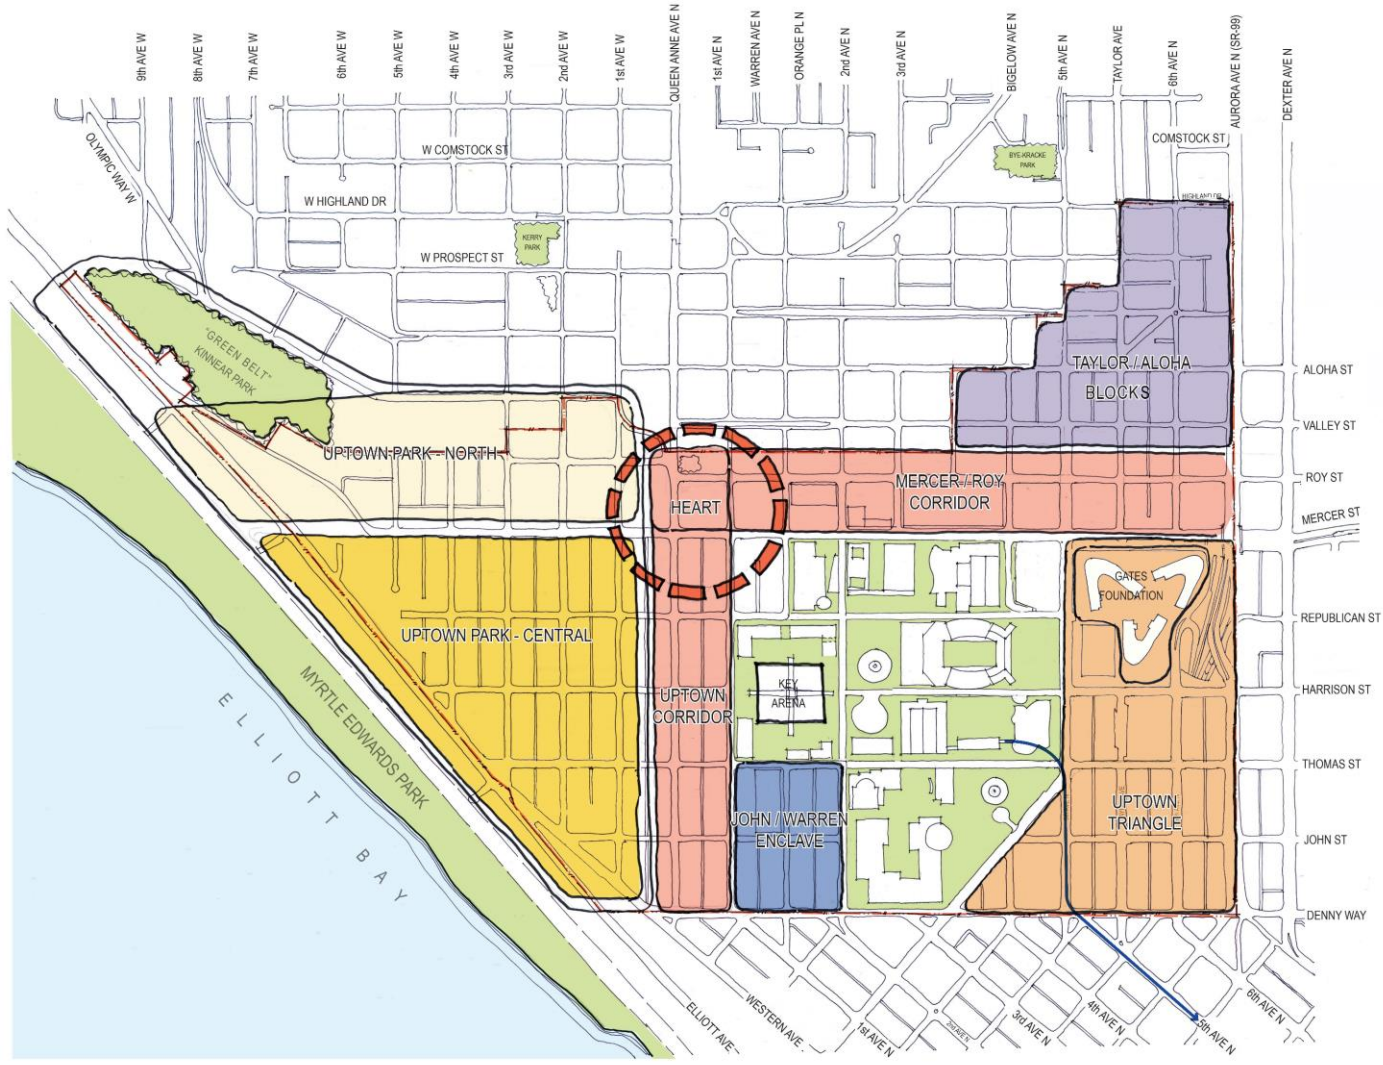 9th AVE W
8th AVE W
7th AVE W
6th AVE W
5th AVE W
4th AVE W
3rd AVE W
2nd AVE W
1st AVE W
QUEEN ANNE AVE N
1st AVE N
WARREN AVE N
ORANGE PL N
2nd AVE N
3rd AVE N
BIGELOW AVE N
5th AVE N
TAYLOR AVE
6th AVE N
AURORA AVE N (SR-99)
DEXTER AVE N
OLYMPIC WAY W
W COMSTOCK ST
COMSTOCK ST
BYE-KRACKE
PARK
W HIGHLAND DR
HIGHLAND DR
KERRY
PARK
W PROSPECT ST
"GREEN BELT"
KINNEAR PARK
TAYLOR / ALOHA
BLOCKS
ALOHA ST
VALLEY ST
UPTOWN PARK - NORTH
HEART
MERCER / ROY
CORRIDOR
ROY ST
MERCER ST
GATES
FOUNDATION
REPUBLICAN ST
UPTOWN PARK - CENTRAL
KEY
ARENA
HARRISON ST
UPTOWN
CORRIDOR
MYRTLE EDWARDS PARK
ELLIOTT BAY
THOMAS ST
JOHN / WARREN
ENCLAVE
UPTOWN
TRIANGLE
JOHN ST
DENNY WAY
ELLIOTT AVE
WESTERN AVE
1st AVE N
2nd AVE N
3rd AVE N
4th AVE N
5th AVE N
6th AVE N